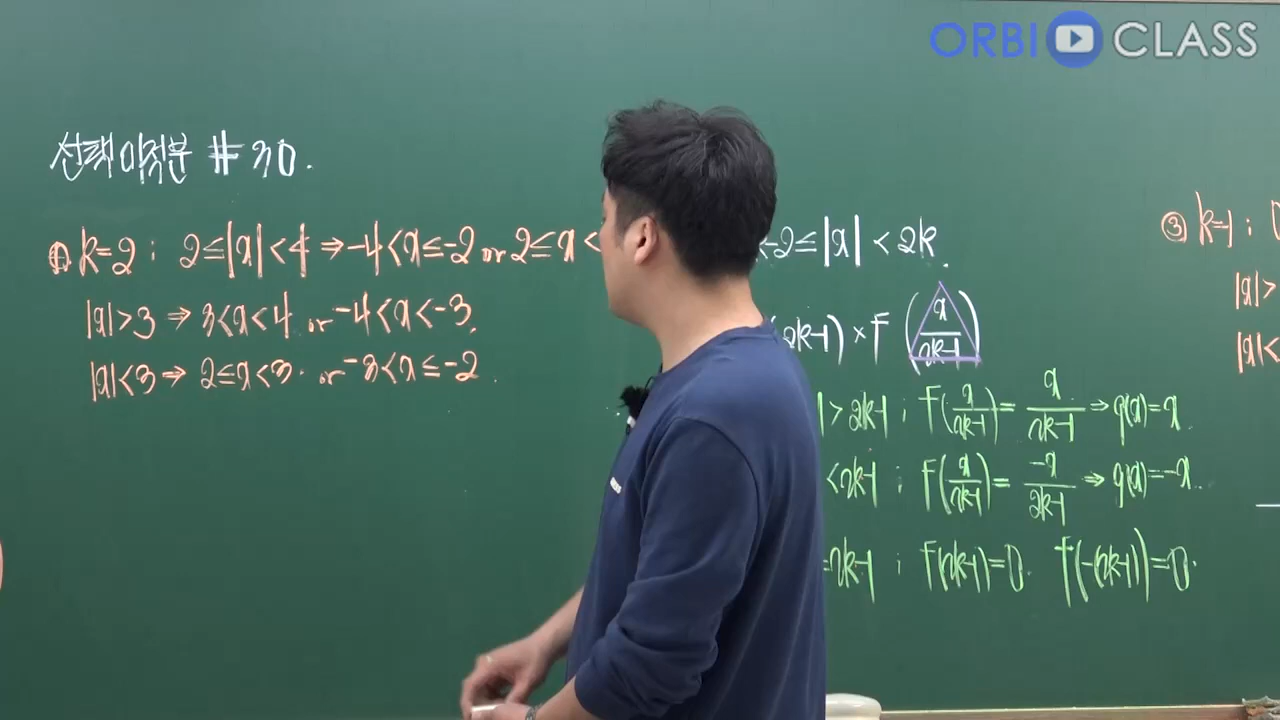 ORBI CLASS
선택 미적분 #30.
① k=2 ; 2≤|x|<4 ⇒ -4<x≤-2 or 2≤x<
|x|>3 ⇒ 3<x<4 or -4<x<-3.
|x|<3 ⇒ 2≤x<3. or -3<x≤-2.
k-2≤|x|<2k.
(2k-1)×f(x/2k-1)
|>2k-1 ; f(x/2k-1)= x/2k-1 ⇒ g(x)=x.
<2k-1 ; f(x/2k-1)= -x/2k-1 ⇒ g(x)=-x.
=2k-1 ; f(2k-1)=0. f(-(2k-1))=0.
③ k=1 ;
|x|>
|x|<